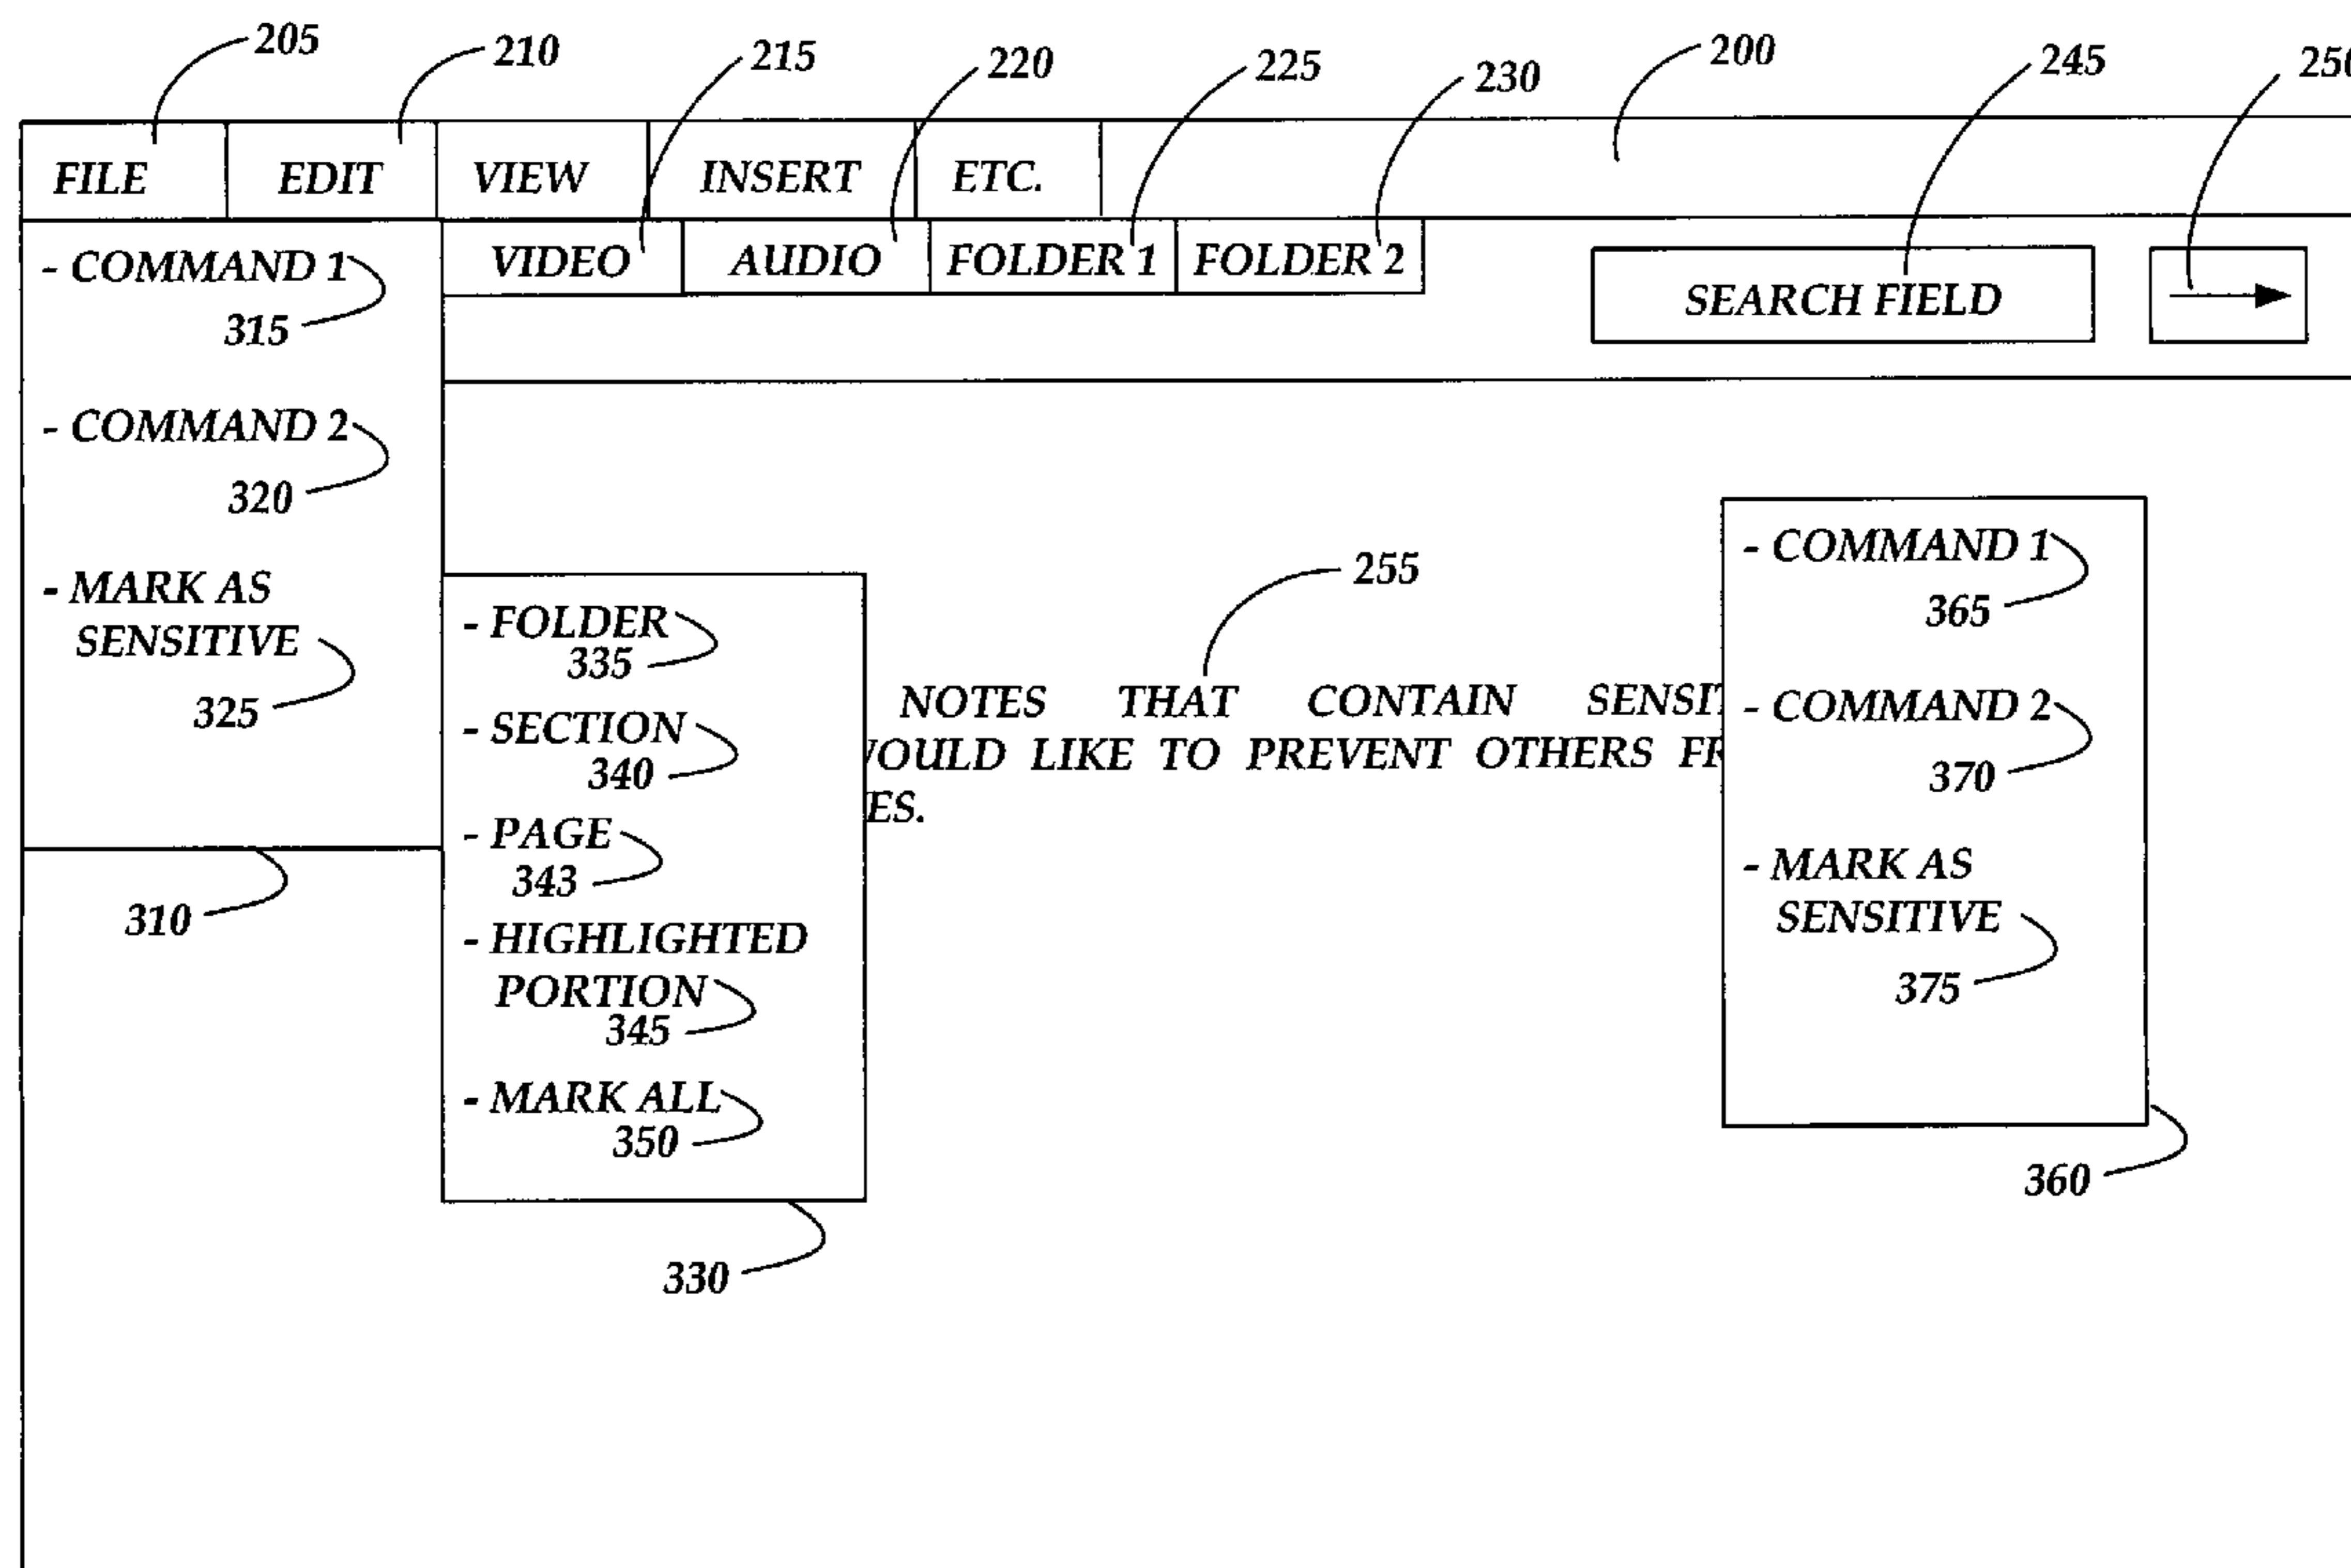 205 210 215 220 225 230 200 245 250
FILE EDIT VIEW INSERT ETC.
VIDEO AUDIO FOLDER 1 FOLDER 2 SEARCH FIELD
- COMMAND 1
315
- COMMAND 2
320
- MARK AS
SENSITIVE
325
310
- FOLDER
335
- SECTION
340
- PAGE
343
- HIGHLIGHTED
PORTION
345
- MARK ALL
350
330
255
NOTES THAT CONTAIN SENSIT
OULD LIKE TO PREVENT OTHERS FR
ES.
- COMMAND 1
365
- COMMAND 2
370
- MARK AS
SENSITIVE
375
360